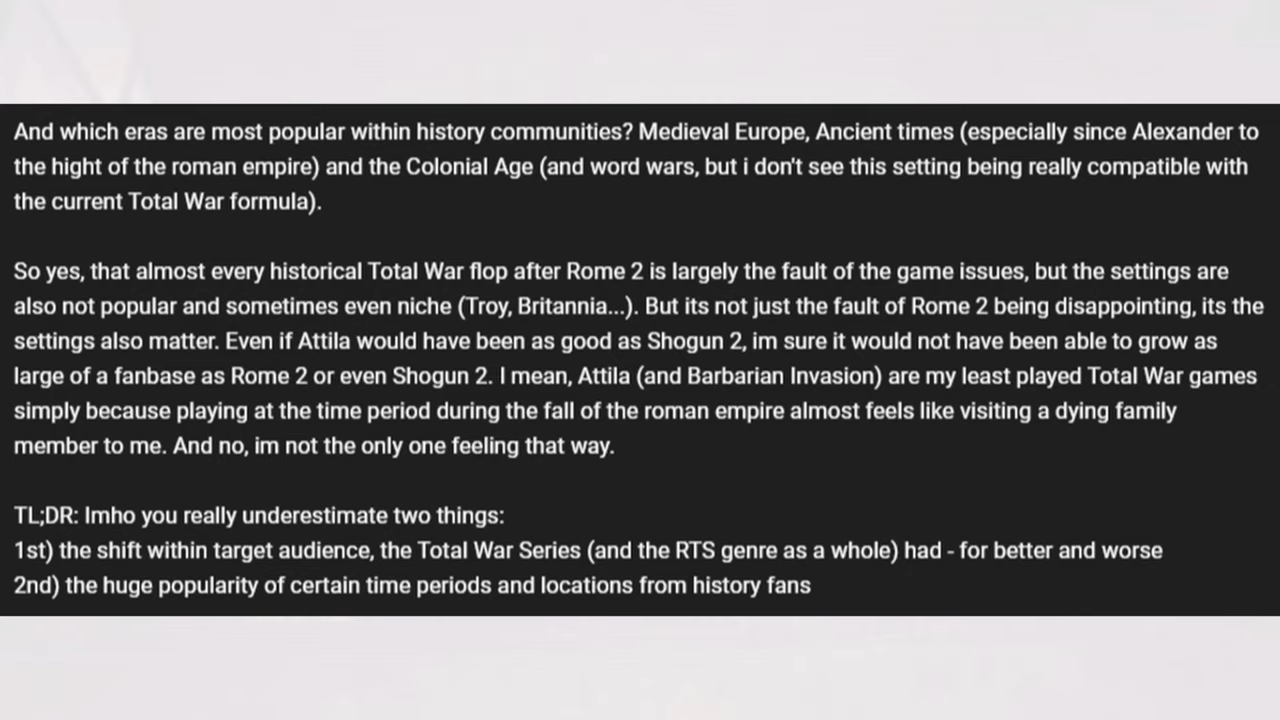 And which eras are most popular within history communities? Medieval Europe, Ancient times (especially since Alexander to
the hight of the roman empire) and the Colonial Age (and word wars, but i don't see this setting being really compatible with
the current Total War formula).
So yes, that almost every historical Total War flop after Rome 2 is largely the fault of the game issues, but the settings are
also not popular and sometimes even niche (Troy, Britannia...). But its not just the fault of Rome 2 being disappointing, its the
settings also matter. Even if Attila would have been as good as Shogun 2, im sure it would not have been able to grow as
large of a fanbase as Rome 2 or even Shogun 2. I mean, Attila (and Barbarian Invasion) are my least played Total War games
simply because playing at the time period during the fall of the roman empire almost feels like visiting a dying family
member to me. And no, im not the only one feeling that way.
TL;DR: Imho you really underestimate two things:
1st) the shift within target audience, the Total War Series (and the RTS genre as a whole) had - for better and worse
2nd) the huge popularity of certain time periods and locations from history fans